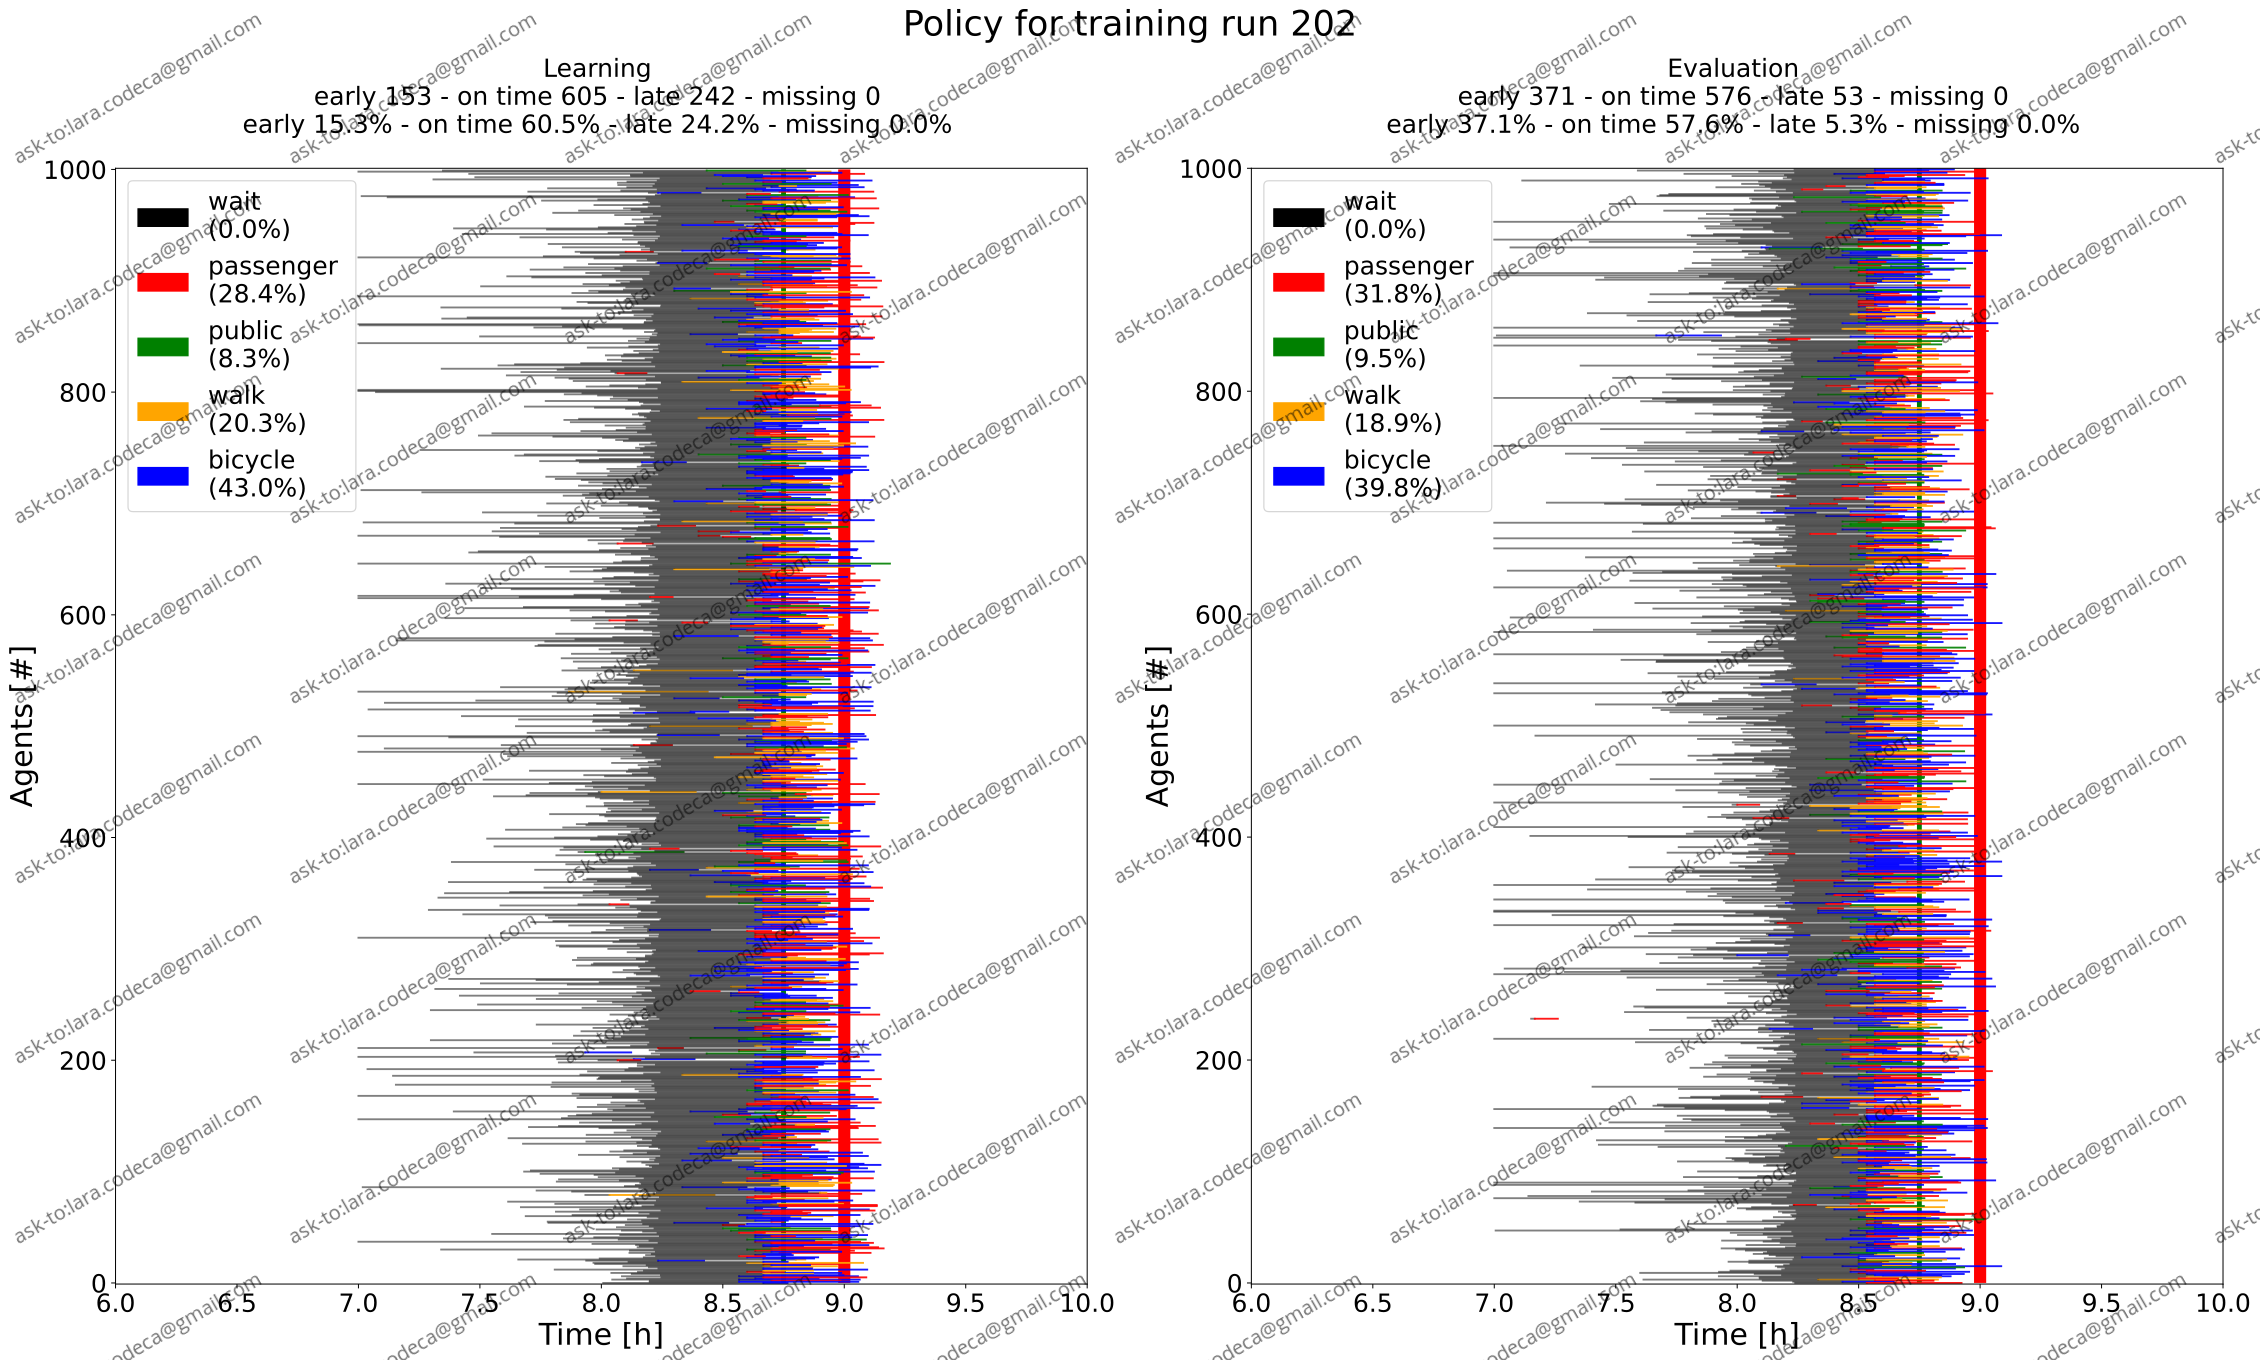 Policy for training run 202
Learning
early 153 - on time 605 - late 242 - missing 0
early 15.3% - on time 60.5% - late 24.2% - missing 0.0%
1000
800
600
400
200
0
Agents [#]
wait
(0.0%)
passenger
(28.4%)
public
(8.3%)
walk
(20.3%)
bicycle
(43.0%)
6.0 6.5 7.0 7.5 8.0 8.5 9.0 9.5 10.0
Time [h]
Evaluation
early 371 - on time 576 - late 53 - missing 0
early 37.1% - on time 57.6% - late 5.3% - missing 0.0%
1000
800
600
400
200
0
Agents [#]
wait
(0.0%)
passenger
(31.8%)
public
(9.5%)
walk
(18.9%)
bicycle
(39.8%)
6.0 6.5 7.0 7.5 8.0 8.5 9.0 9.5 10.0
Time [h]
ask-to:lara.codeca@gmail.com